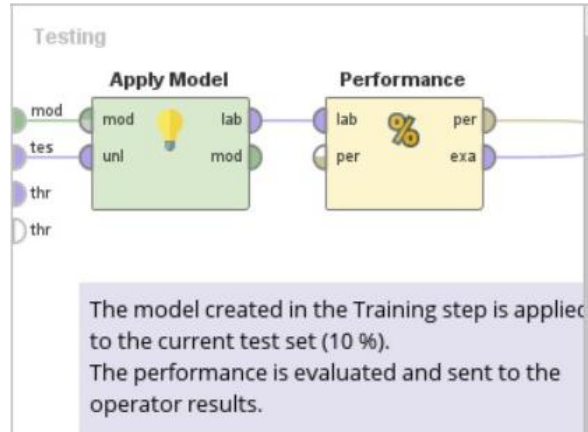 Testing
Apply Model
Performance
mod
mod
lab
lab
per
tes
unl
mod
per
exa
thr
thr
The model created in the Training step is applied
to the current test set (10 %).
The performance is evaluated and sent to the
operator results.